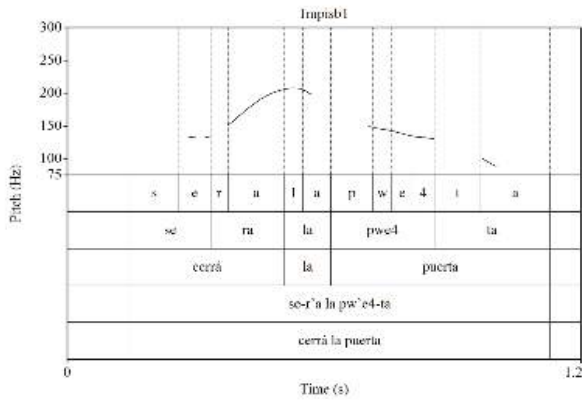 Impisb1
300
250
200
150
100
75
Pitch (Hz)
s e r a l a p w e 4 t a
se ra la pwe4 ta
cerrá la puerta
se-r`a la pw`e4-ta
cerrá la puerta
0 1.2
Time (s)